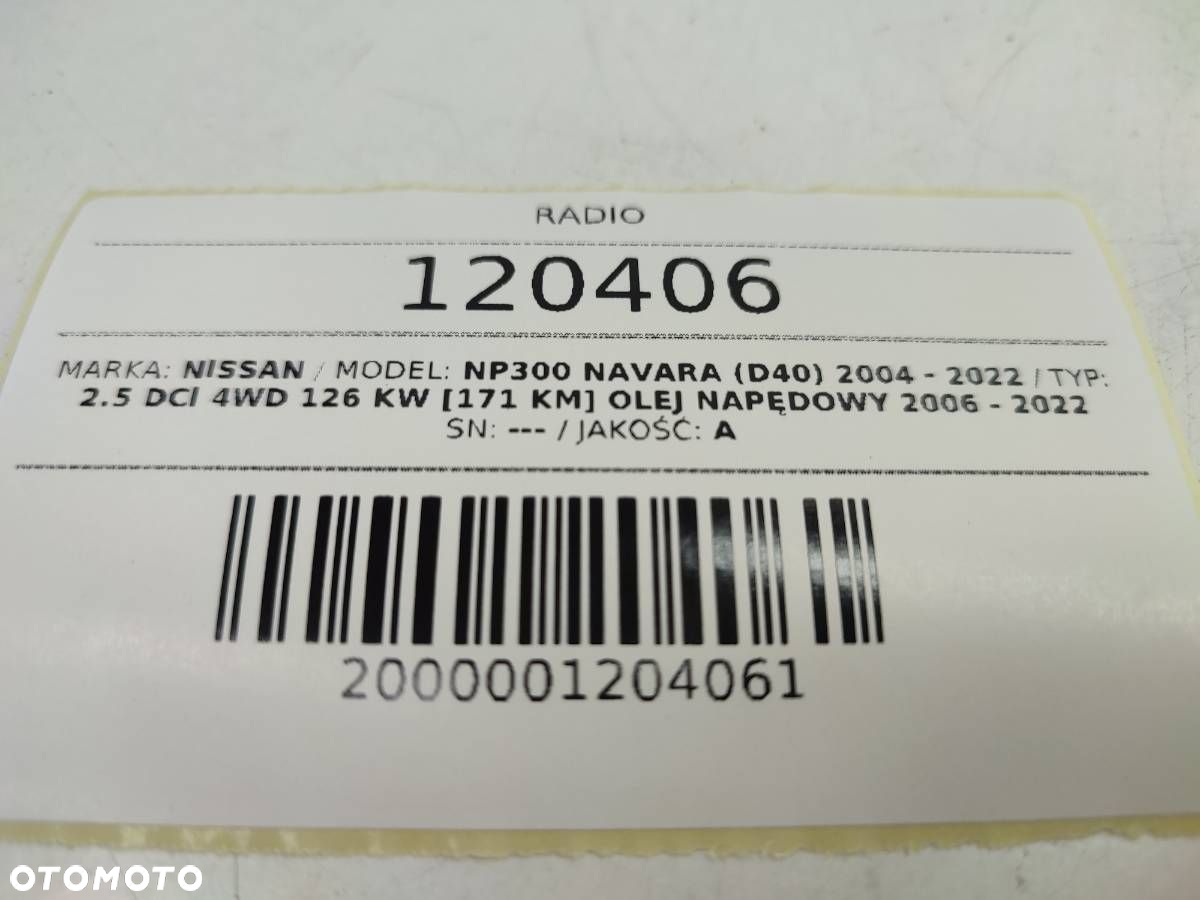 RADIO
120406
MARKA: NISSAN / MODEL: NP300 NAVARA (D40) 2004 - 2022 / TYP:
2.5 DCI 4WD 126 KW [171 KM] OLEJ NAPĘDOWY 2006 - 2022
SN: --- / JAKOŚĆ: A
2000001204061
OTOMOTO